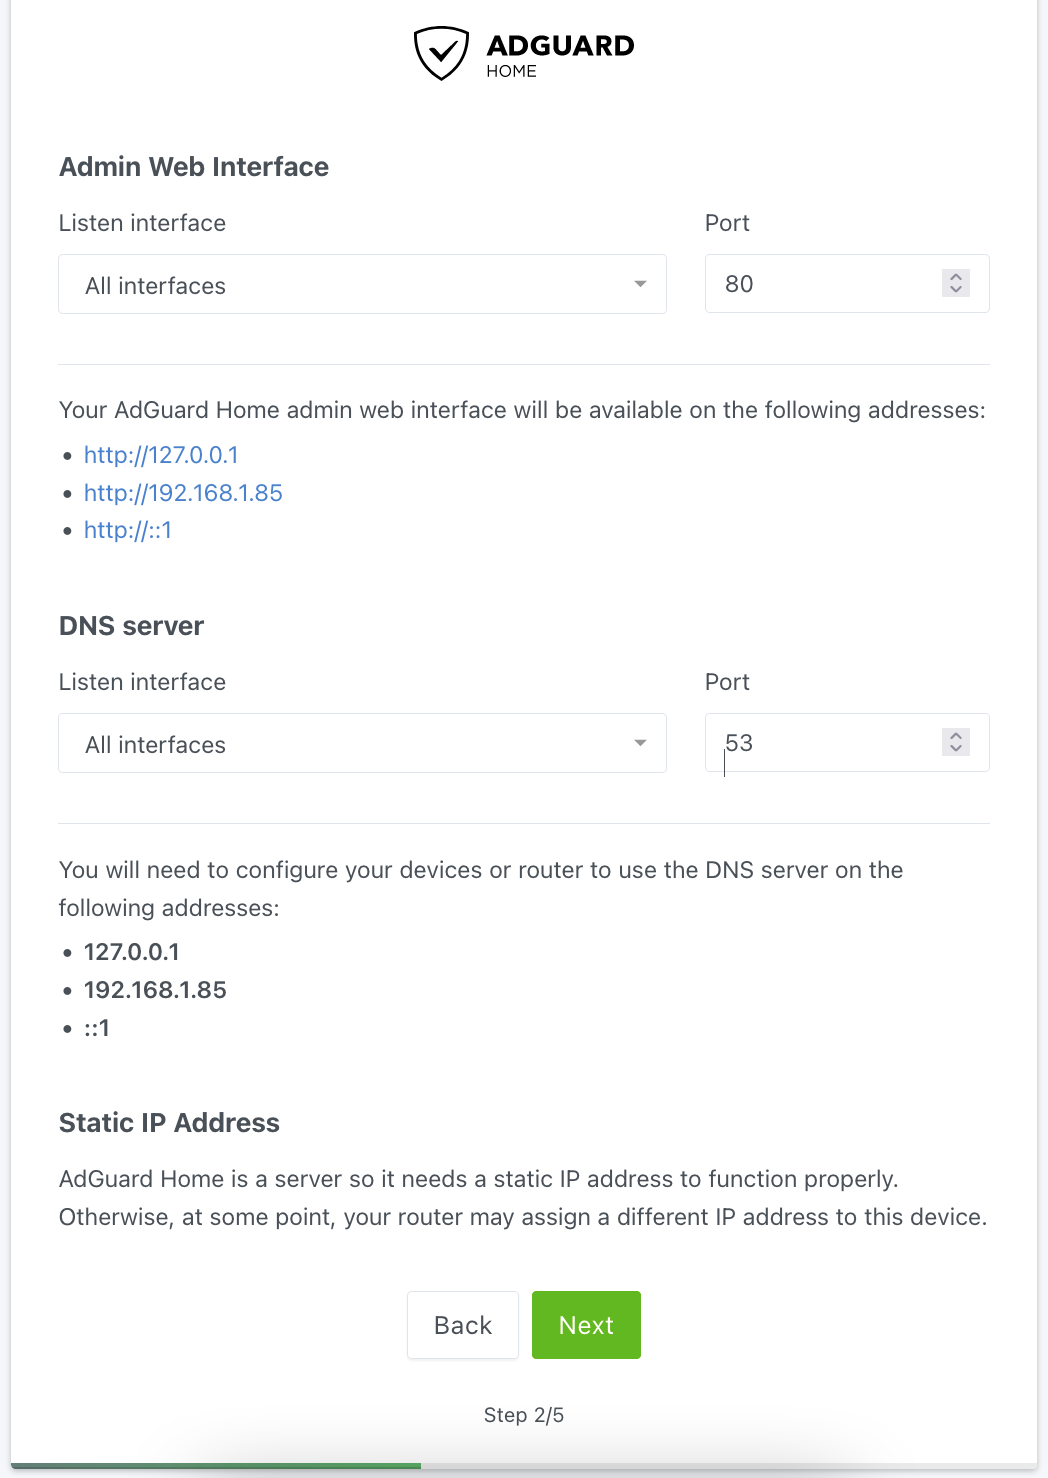 ADGUARD
HOME
Admin Web Interface
Listen interface
Port
All interfaces
80
Your AdGuard Home admin web interface will be available on the following addresses:
• http://127.0.0.1
• http://192.168.1.85
• http://::1
DNS server
Listen interface
Port
All interfaces
53
You will need to configure your devices or router to use the DNS server on the
following addresses:
• 127.0.0.1
• 192.168.1.85
• ::1
Static IP Address
AdGuard Home is a server so it needs a static IP address to function properly.
Otherwise, at some point, your router may assign a different IP address to this device.
Back
Next
Step 2/5